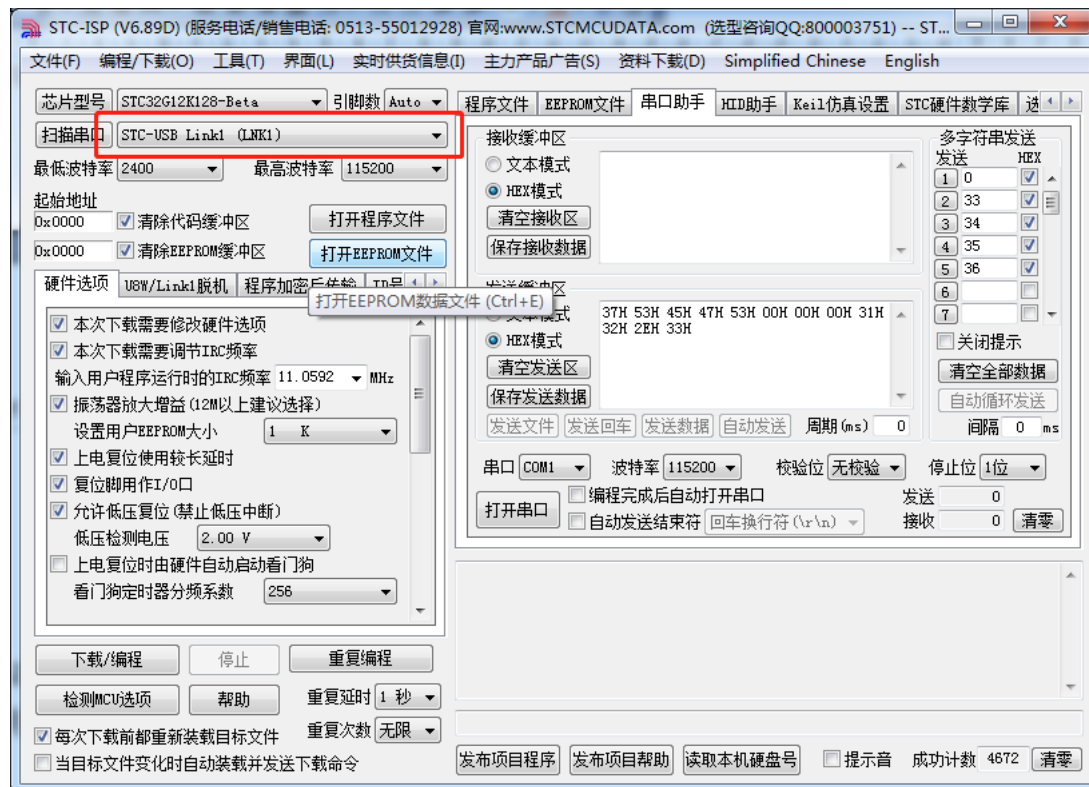 STC-ISP (V6.89D) (服务电话/销售电话: 0513-55012928) 官网:www.STCMCUDATA.com (选型咨询QQ:800003751) -- ST...
文件(F) 编程/下载(O) 工具(T) 界面(L) 实时供货信息(I) 主力产品广告(S) 资料下载(D) Simplified Chinese English
芯片型号 STC32G12K128-Beta 引脚数 Auto
扫描串口 STC-USB Link1 (LNK1)
最低波特率 2400 最高波特率 115200
起始地址
0x0000 清除代码缓冲区 打开程序文件
0x0000 清除EEPROM缓冲区 打开EEPROM文件
硬件选项 U8W/Link1脱机 程序加密后传输 ID号
打开EEPROM数据文件 (Ctrl+E)
本次下载需要修改硬件选项
本次下载需要调节IRC频率
输入用户程序运行时的IRC频率 11.0592 MHz
振荡器放大增益(12M以上建议选择)
设置用户EEPROM大小 1 K
上电复位使用较长延时
复位脚用作I/O口
允许低压复位(禁止低压中断)
低压检测电压 2.00 V
上电复位时由硬件自动启动看门狗
看门狗定时器分频系数 256
下载/编程 停止 重复编程
检测MCU选项 帮助 重复延时 1 秒
每次下载前都重新装载目标文件 重复次数 无限
当目标文件变化时自动装载并发送下载命令
程序文件 EEPROM文件 串口助手 HID助手 Keil仿真设置 STC硬件数学库 选
接收缓冲区
文本模式
HEX模式
清空接收区
保存接收数据
发送缓冲区
文本模式
HEX模式
清空发送区
保存发送数据
37H 53H 45H 47H 53H 00H 00H 00H 00H 31H
32H 2EH 33H
发送文件 发送回车 发送数据 自动发送 周期(ms) 0
多字符串发送
发送 HEX
1 0
2 33
3 34
4 35
5 36
6
7
关闭提示
清空全部数据
自动循环发送
间隔 0 ms
串口 COM1 波特率 115200 校验位 无校验 停止位 1位
打开串口 编程完成后自动打开串口 发送 0
自动发送结束符 回车换行符(\r\n) 接收 0 清零
发布项目程序 发布项目帮助 读取本机硬盘号 提示音 成功计数 4672 清零